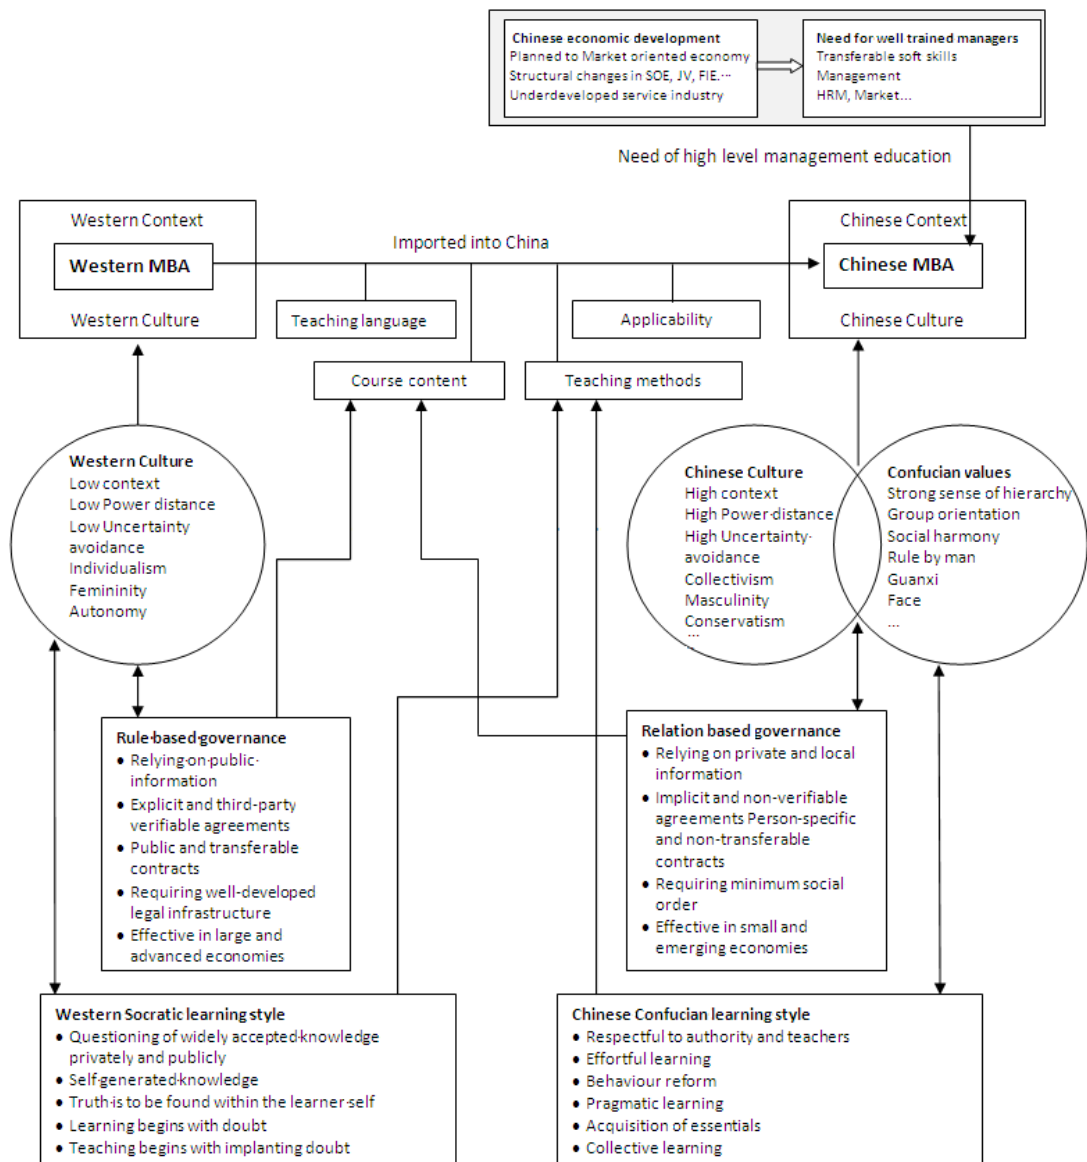 Chinese economic development
Planned to Market oriented economy
Structural changes in SOE, JV, FIE.…
Underdeveloped service industry
Need for well trained managers
Transferable soft skills
Management
HRM, Market...
Need of high level management education
Western Context
Western MBA
Western Culture
Imported into China
Chinese Context
Chinese MBA
Chinese Culture
Teaching language
Applicability
Course content
Teaching methods
Western Culture
Low context
Low Power distance
Low Uncertainty
avoidance
Individualism
Femininity
Autonomy
Chinese Culture
High context
High Power·distance
High Uncertainty·
avoidance
Collectivism
Masculinity
Conservatism
...
Confucian values
Strong sense of hierarchy
Group orientation
Social harmony
Rule by man
Guanxi
Face
...
Rule·based·governance
● Relying·on·public·
information
● Explicit and third-party
verifiable agreements
● Public and transferable
contracts
● Requiring well-developed
legal infrastructure
● Effective in large and
advanced economies
Relation based governance
● Relying on private and local
information
● Implicit and non-verifiable
agreements Person-specific
and non-transferable
contracts
● Requiring minimum social
order
● Effective in small and
emerging economies
Western Socratic learning style
● Questioning of widely accepted·knowledge
privately and publicly
● Self·generated·knowledge
● Truth·is to be found within the learner·self
● Learning begins with doubt
● Teaching begins with implanting doubt
Chinese Confucian learning style
● Respectful to authority and teachers
● Effortful learning
● Behaviour reform
● Pragmatic learning
● Acquisition of essentials
● Collective learning